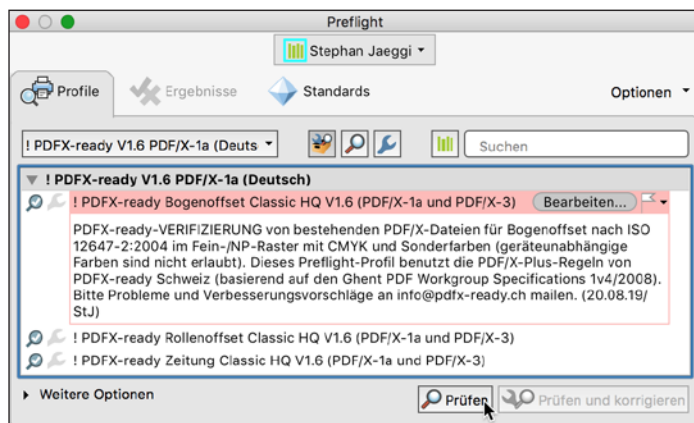 Preflight
Stephan Jaeggi
Profile
Ergebnisse
Standards
Optionen
! PDFX-ready V1.6 PDF/X-1a (Deuts
Suchen
! PDFX-ready V1.6 PDF/X-1a (Deutsch)
! PDFX-ready Bogenoffset Classic HQ V1.6 (PDF/X-1a und PDF/X-3)
Bearbeiten...
PDFX-ready-VERIFIZIERUNG von bestehenden PDF/X-Dateien für Bogenoffset nach ISO
12647-2:2004 im Fein-/NP-Raster mit CMYK und Sonderfarben (geräteunabhängige
Farben sind nicht erlaubt). Dieses Preflight-Profil benutzt die PDF/X-Plus-Regeln von
PDFX-ready Schweiz (basierend auf den Ghent PDF Workgroup Specifications 1v4/2008).
Bitte Probleme und Verbesserungsvorschläge an info@pdfx-ready.ch mailen. (20.08.19/
StJ)
! PDFX-ready Rollenoffset Classic HQ V1.6 (PDF/X-1a und PDF/X-3)
! PDFX-ready Zeitung Classic HQ V1.6 (PDF/X-1a und PDF/X-3)
Weitere Optionen
Prüfen
Prüfen und korrigieren